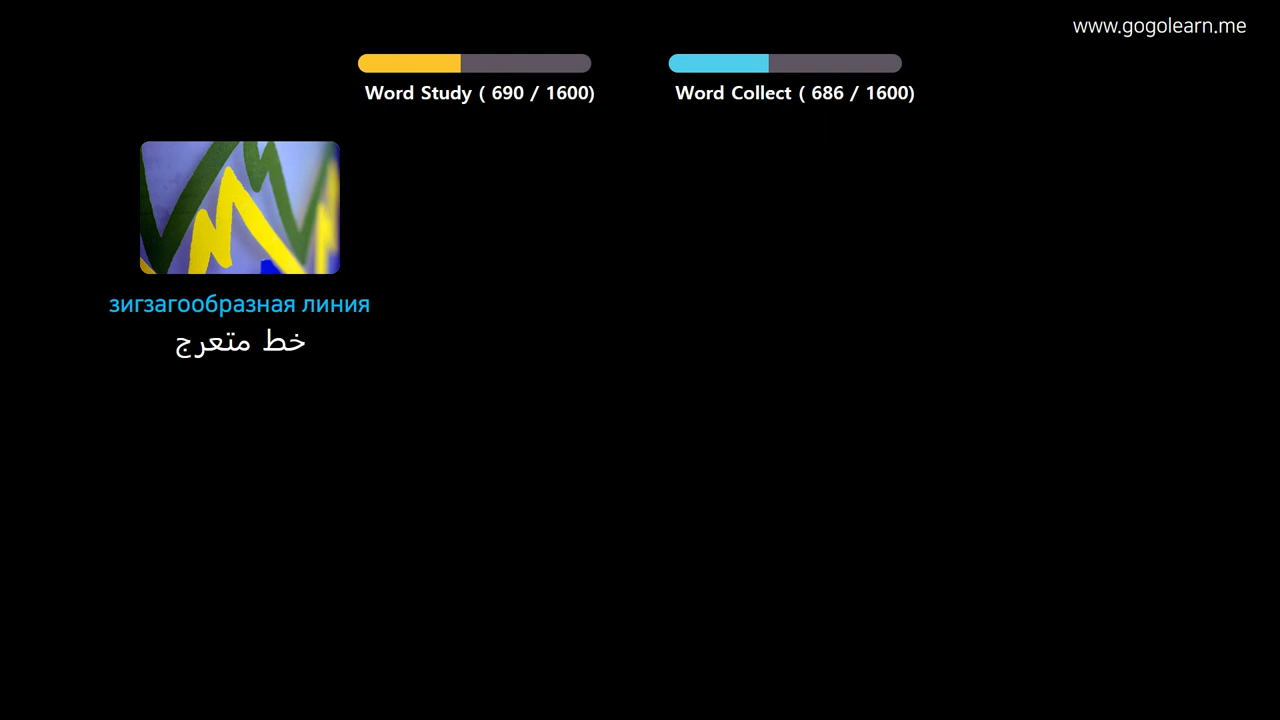 www.gogolearn.me
Word Study ( 690 / 1600)
Word Collect ( 686 / 1600)
зигзагообразная линия
خط متعرج